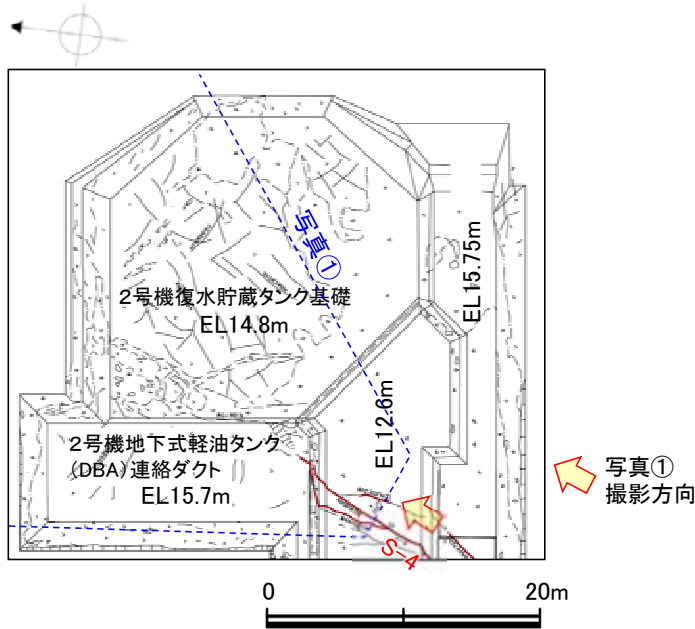 写真①
2号機復水貯蔵タンク基礎
EL14.8m
EL15.75m
EL12.6m
2号機地下式軽油タンク
(DBA)連絡ダクト
EL15.7m
S-4
写真①
撮影方向
0
20m